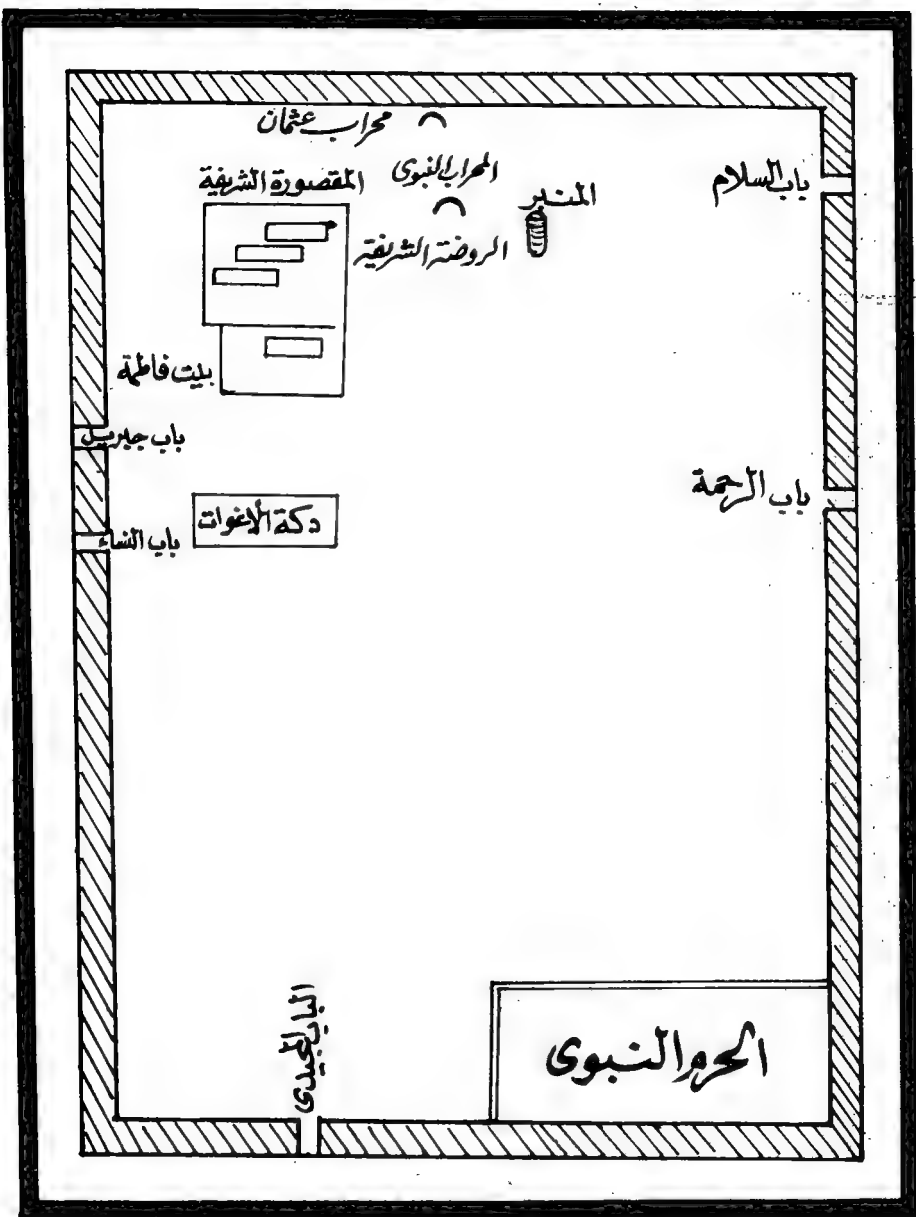 محراب عثمان
المحراب النبوى
المقصورة الشريفة
المنبر
باب السلام
الروضة الشريفة
بيت فاطمة
باب جبريل
باب الرحمة
دكة الأغوات
باب النساء
الباب المجيدى
الحرم النبوى